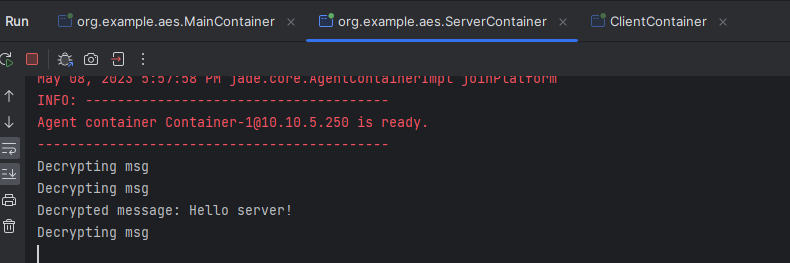 Run org.example.aes.MainContainer org.example.aes.ServerContainer ClientContainer
May 08, 2023 5:57:58 PM jade.core.AgentContainerImpl joinPlatform
INFO: --------------------------------------
Agent container Container-1@10.10.5.250 is ready.
--------------------------------------------
Decrypting msg
Decrypting msg
Decrypted message: Hello server!
Decrypting msg